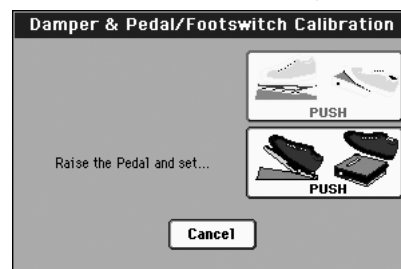 Damper & Pedal/Footswitch Calibration
PUSH
Raise the Pedal and set...
PUSH
Cancel